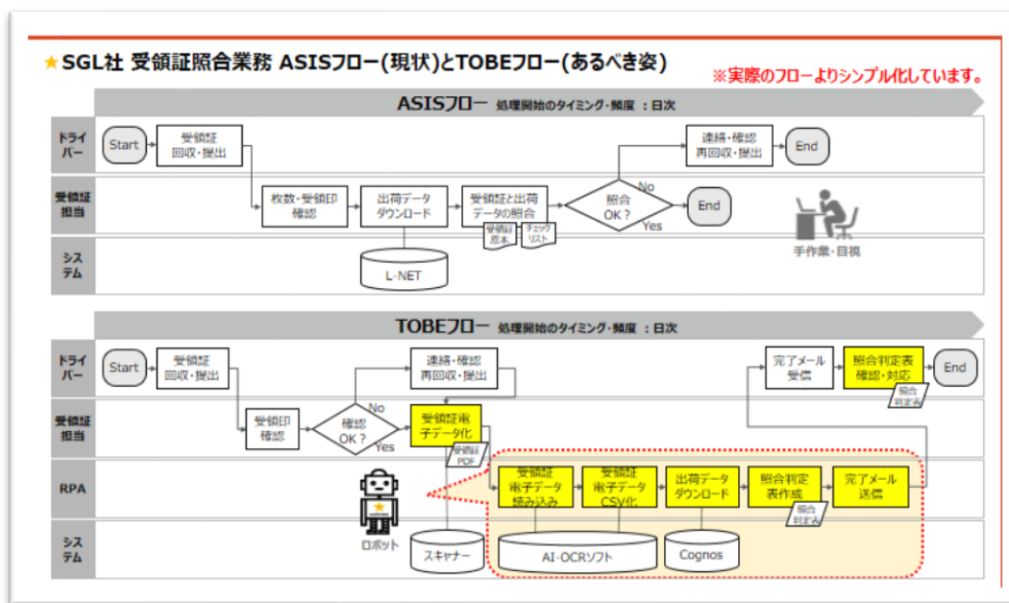 ★SGL社 受領証照合業務 ASISフロー(現状)とTOBEフロー(あるべき姿)
※実際のフローよりシンプル化しています。
ASISフロー 処理開始のタイミング・頻度 : 日次
ドライ
バー
Start
受領証
回収・提出
連絡・確認
再回収・提出
End
受領証
担当
枚数・受領印
確認
出荷データ
ダウンロード
受領証と出荷
データの照合
受領証
原本
チェック
リスト
照合
OK？
No
Yes
End
手作業・目視
シス
テム
L-NET
TOBEフロー 処理開始のタイミング・頻度 : 日次
ドライ
バー
Start
受領証
回収・提出
連絡・確認
再回収・提出
完了メール
受信
照合判定表
確認・対応
照合
判定表
End
受領証
担当
受領印
確認
確認
OK？
No
Yes
受領証電
子データ化
受領証
PDF
RPA
ロボット
受領証
電子データ
読み込み
受領証
電子データ
CSV化
出荷データ
ダウンロード
照合判定
表作成
照合
判定表
完了メール
送信
シス
テム
スキャナー
AI-OCRソフト
Cognos